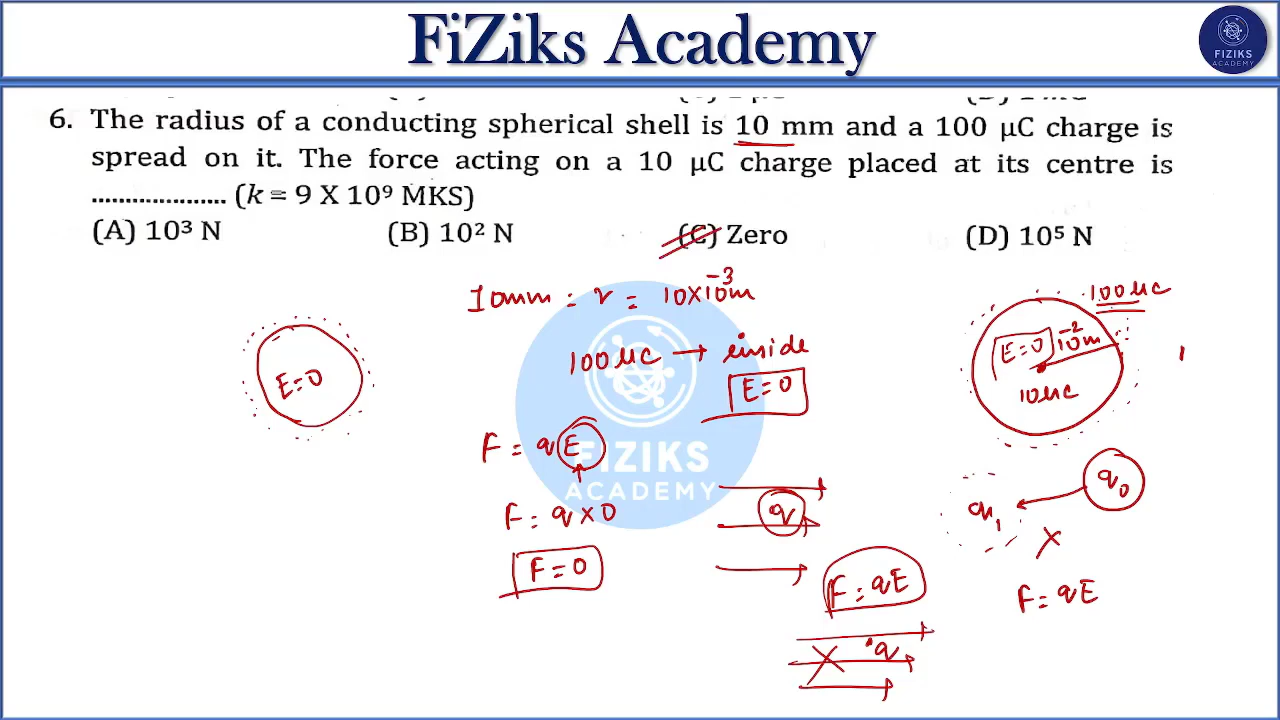 FiZiks Academy
FIZIKS
ACADEMY
6. The radius of a conducting spherical shell is 10 mm and a 100 μC charge is
spread on it. The force acting on a 10 μC charge placed at its centre is
..................... (k = 9 X 10⁹ MKS)
(A) 10³ N (B) 10² N (C) Zero (D) 10⁵ N
10mm = r = 10×10⁻³m
100μC
100μC → inside
E=0
E=0
E=0 10⁻²m
10μC
F = qE
FIZIKS
ACADEMY
F = q×0
q
q₁
q₀
F=0
F=qE
F=qE
q